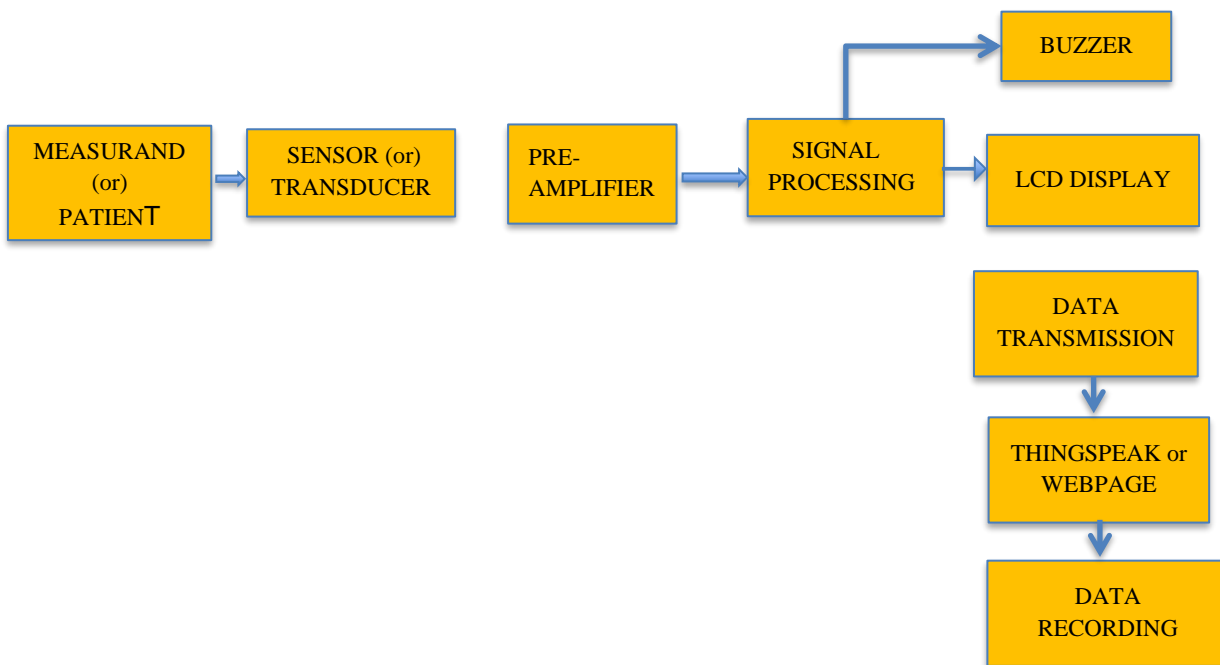 BUZZER
MEASURAND
(or)
PATIENT
SENSOR (or)
TRANSDUCER
PRE-
AMPLIFIER
SIGNAL
PROCESSING
LCD DISPLAY
DATA
TRANSMISSION
THINGSPEAK or
WEBPAGE
DATA
RECORDING